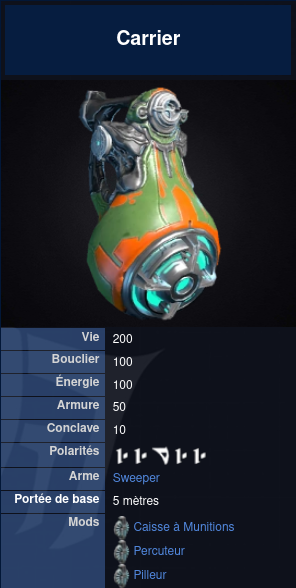 Carrier
Vie 200
Bouclier 100
Énergie 100
Armure 50
Conclave 10
Polarités
Arme Sweeper
Portée de base 5 mètres
Mods Caisse à Munitions
Percuteur
Pilleur